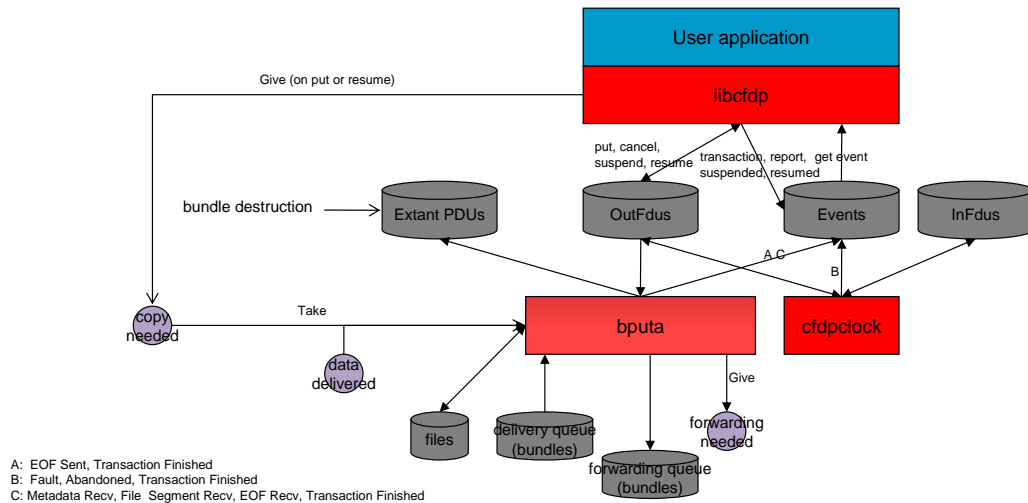 User application
Give (on put or resume)
libcfdp
put, cancel,
suspend, resume
transaction, report,
suspended, resumed
get event
bundle destruction
Extant PDUs
OutFdus
Events
InFdus
A C
B
copy
needed
Take
bputa
cfdpclock
data
delivered
Give
files
delivery queue
(bundles)
forwarding
needed
forwarding queue
(bundles)
A: EOF Sent, Transaction Finished
B: Fault, Abandoned, Transaction Finished
C: Metadata Recv, File Segment Recv, EOF Recv, Transaction Finished